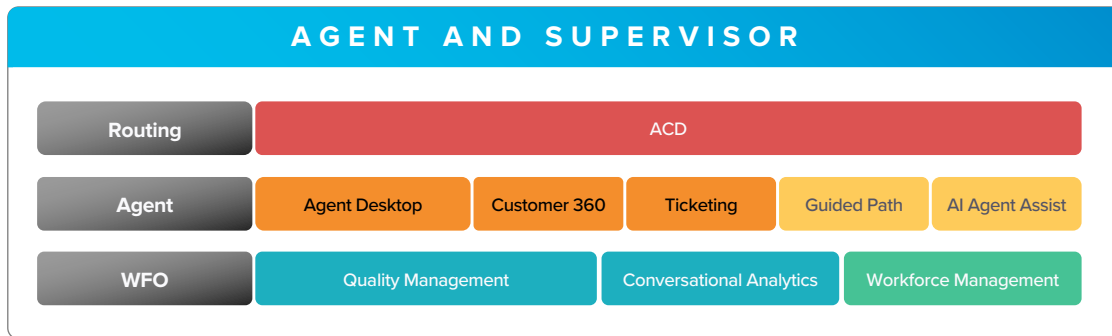 AGENT AND SUPERVISOR
Routing
ACD
Agent
Agent Desktop
Customer 360
Ticketing
Guided Path
AI Agent Assist
WFO
Quality Management
Conversational Analytics
Workforce Management